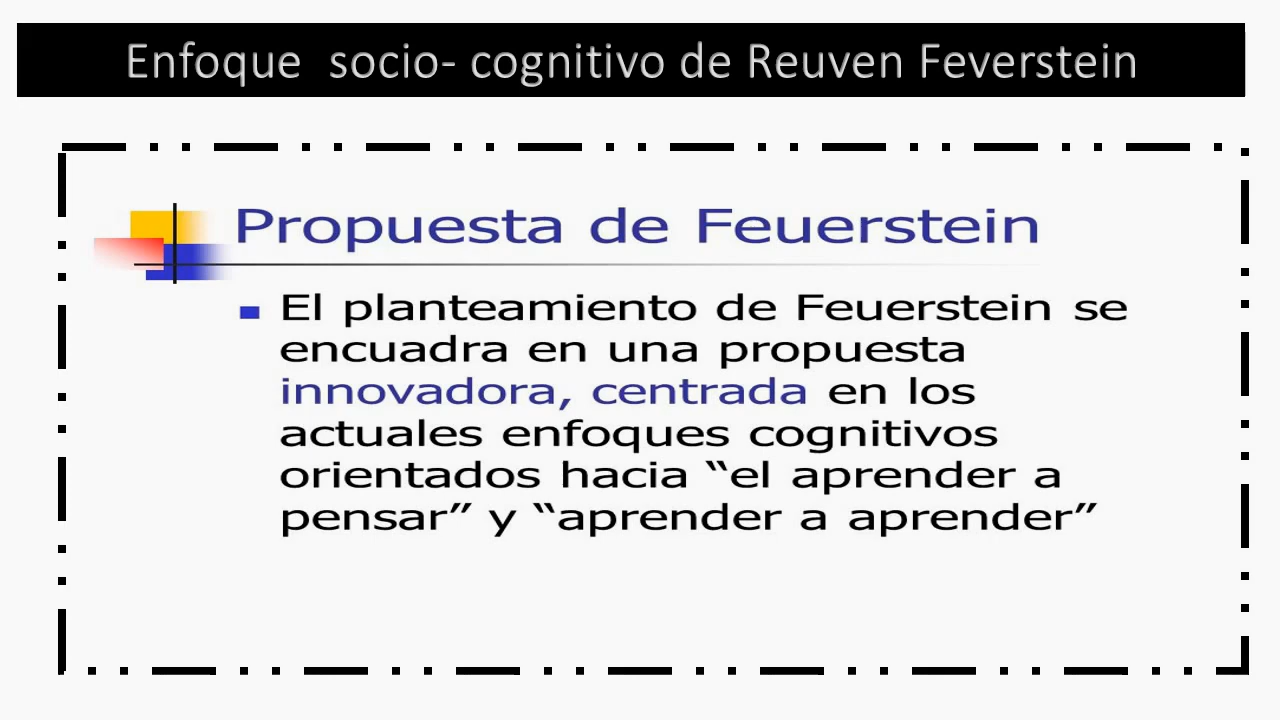 Enfoque  socio- cognitivo de Reuven Feverstein
Propuesta de Feuerstein
El planteamiento de Feuerstein se
encuadra en una propuesta
innovadora, centrada en los
actuales enfoques cognitivos
orientados hacia “el aprender a
pensar” y “aprender a aprender”